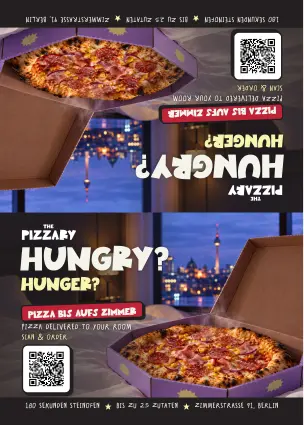 180 SEKUNDEN STEINOFEN ★ BIS ZU 25 ZUTATEN ★ ZIMMERSTRASSE 91, BERLIN
SCAN & ORDER
PIZZA DELIVERED TO YOUR ROOM
PIZZA BIS AUFS ZIMMER
HUNGER?
HUNGRY?
PIZZARY
THE
THE
PIZZARY
HUNGRY?
HUNGER?
PIZZA BIS AUFS ZIMMER
PIZZA DELIVERED TO YOUR ROOM
SCAN & ORDER
180 SEKUNDEN STEINOFEN ★ BIS ZU 25 ZUTATEN ★ ZIMMERSTRASSE 91, BERLIN